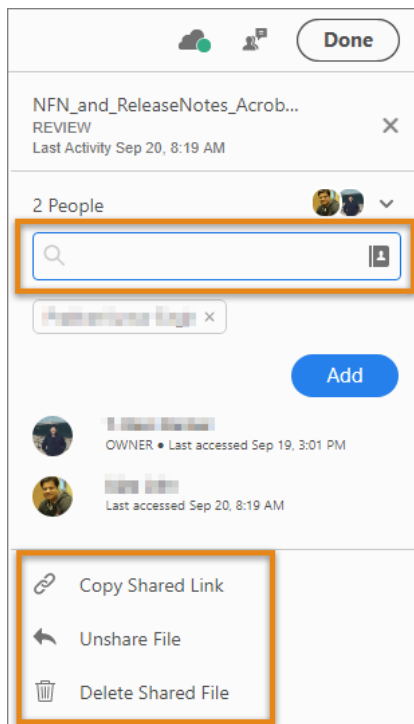 Done
NFN_and_ReleaseNotes_Acrob...
REVIEW
Last Activity Sep 20, 8:19 AM
2 People
Add
OWNER • Last accessed Sep 19, 3:01 PM
Last accessed Sep 20, 8:19 AM
Copy Shared Link
Unshare File
Delete Shared File